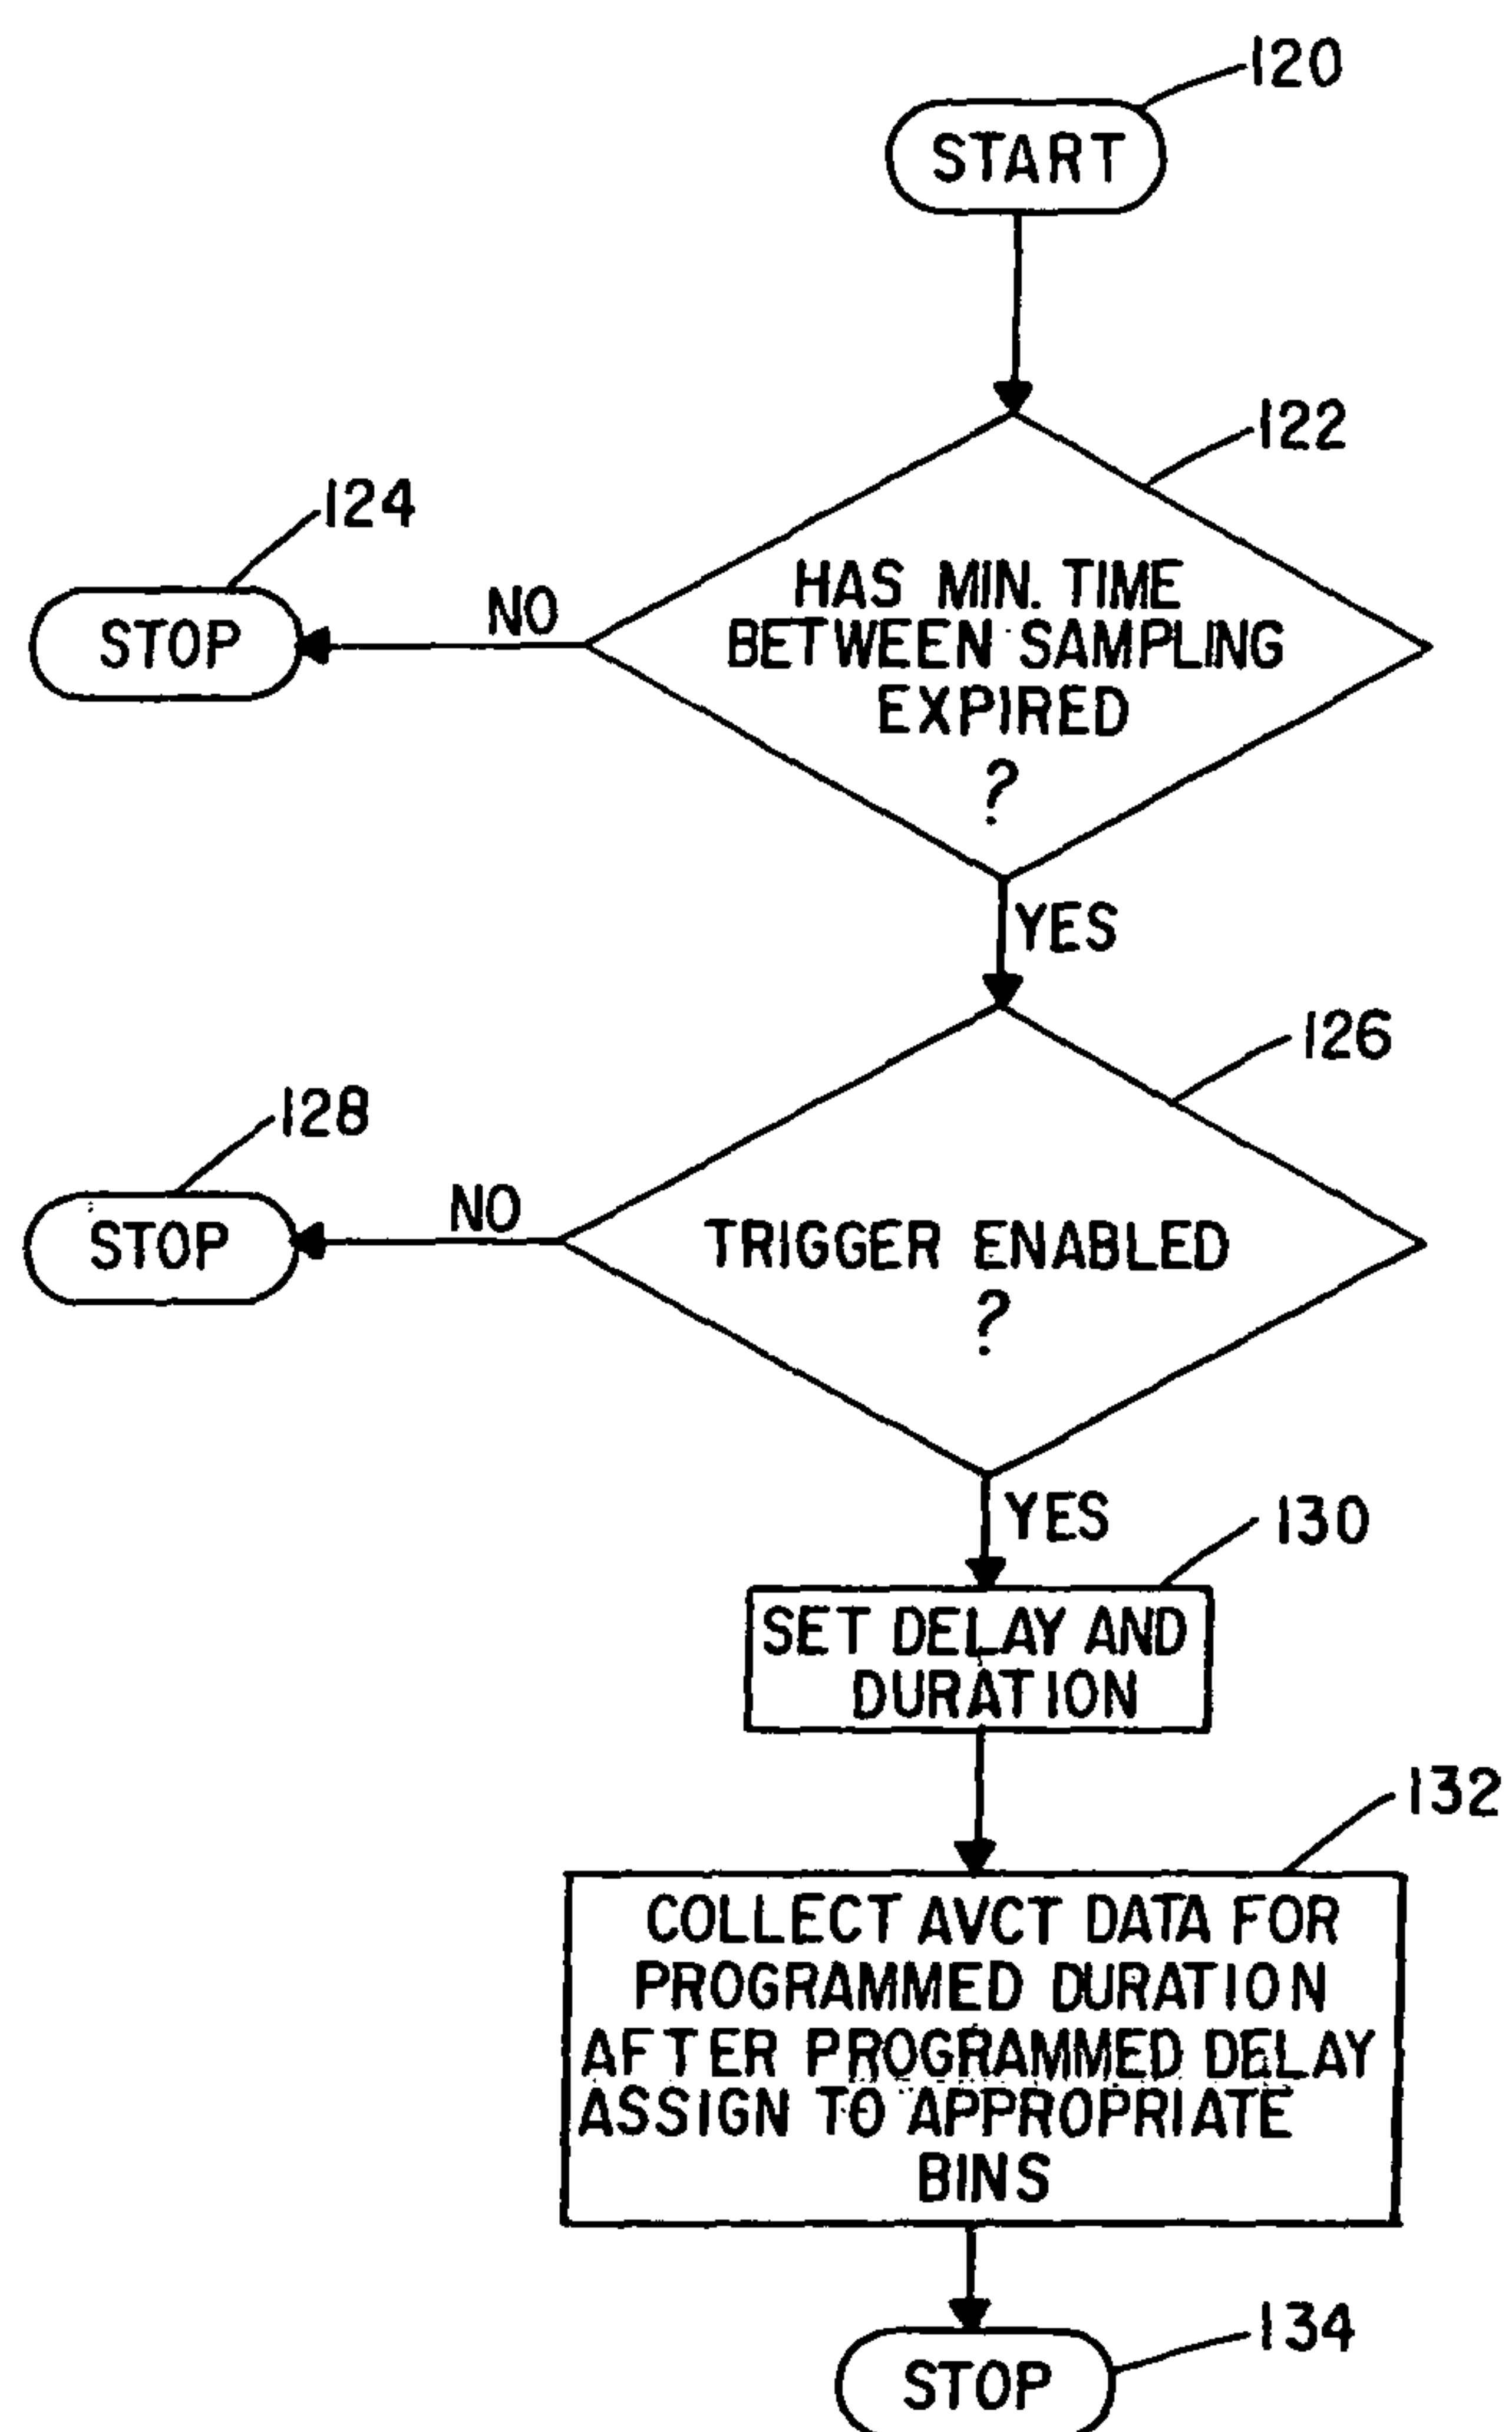 120
START
122
HAS MIN. TIME
BETWEEN SAMPLING
EXPIRED
?
124
STOP
NO
YES
126
TRIGGER ENABLED
?
128
STOP
NO
YES
130
SET DELAY AND
DURATION
132
COLLECT AVCT DATA FOR
PROGRAMMED DURATION
AFTER PROGRAMMED DELAY
ASSIGN TO APPROPRIATE
BINS
134
STOP